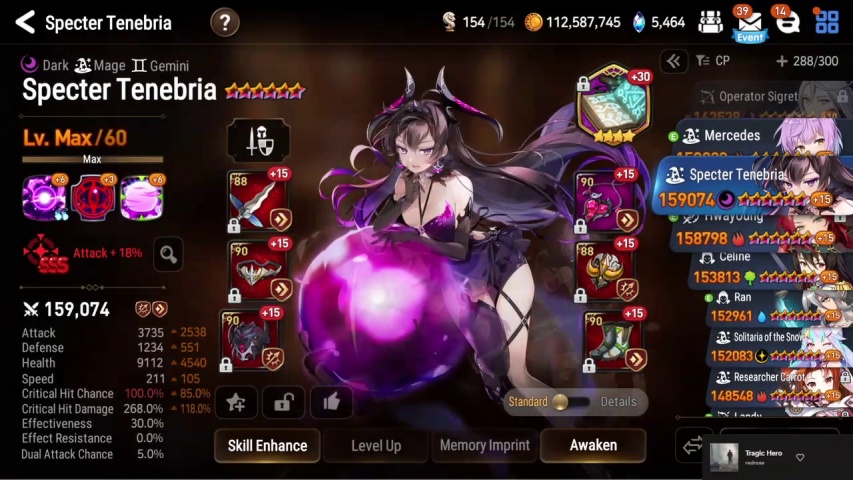 Specter Tenebria
?
154/154
112,587,745
5,464
39
14
Event
Dark Mage Gemini
Specter Tenebria
Lv. Max/60
Max
+6
+3
+6
SSS
Attack + 18%
159,074
Attack 3735 2538
Defense 1234 551
Health 9112 4540
Speed 211 105
Critical Hit Chance 100.0% 85.0%
Critical Hit Damage 268.0% 118.0%
Effectiveness 30.0%
Effect Resistance 0.0%
Dual Attack Chance 5.0%
88 +15
90 +15
90 +15
+30
90 +15
88 +15
90 +15
Standard Details
Skill Enhance
Level Up
Memory Imprint
Awaken
CP
288/300
Operator Sigret
Mercedes
Specter Tenebria
159074 +15
Hwayoung
158798 +15
Celine
153813 +15
Ran
152961 +15
Solitaria of the Snow
152083 +15
Researcher Carrot
148548 +15
Landy
Tragic Hero
redrose